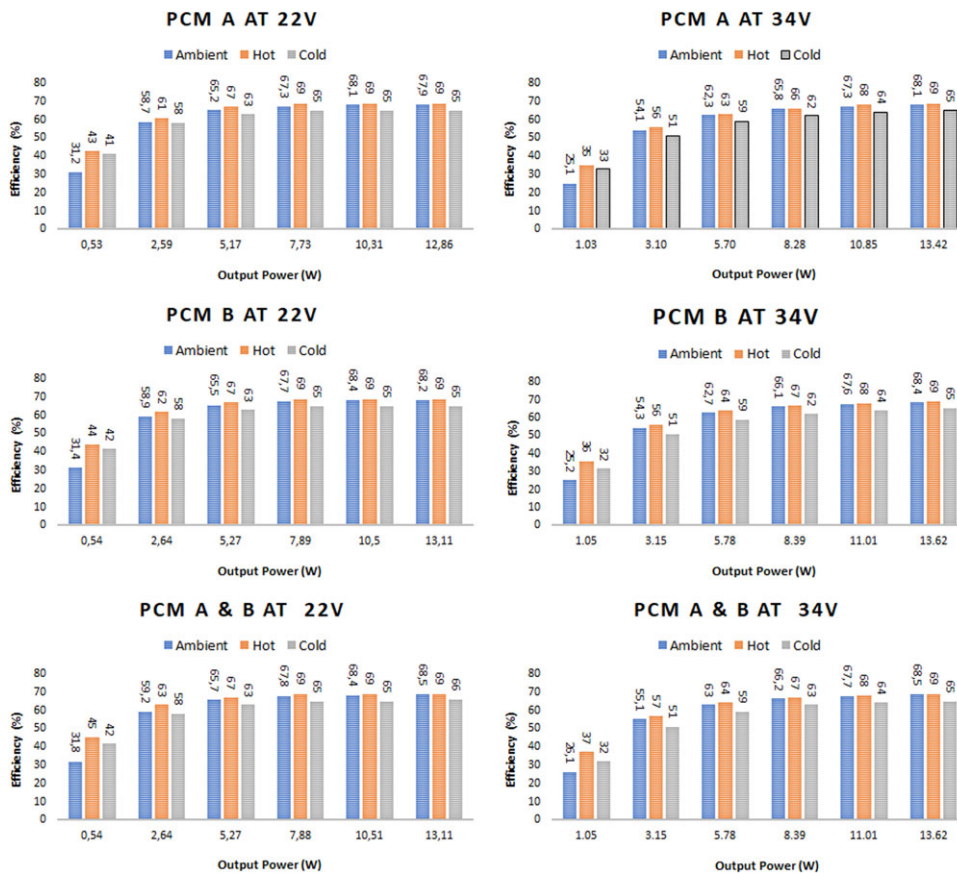 PCM A AT 22V
Ambient Hot Cold
Efficiency (%)
80
70
60
50
40
30
20
10
0
31,2 43 41
58,7 61 58
65,2 67 63
67,3 69 65
68,1 69 65
67,9 69 65
0,53 2,59 5,17 7,73 10,31 12,86
Output Power (W)
PCM A AT 34V
Ambient Hot Cold
Efficiency (%)
80
70
60
50
40
30
20
10
0
25,1 35 33
54,1 56 51
62,3 63 59
65,8 66 62
67,3 68 64
68,1 69 65
1.03 3.10 5.70 8.28 10.85 13.42
Output Power (W)
PCM B AT 22V
Ambient Hot Cold
Efficiency (%)
80
70
60
50
40
30
20
10
0
31,4 44 42
58,9 62 58
65,5 67 63
67,7 69 65
68,4 69 65
68,2 69 65
0,54 2,64 5,27 7,89 10,5 13,11
Output Power (W)
PCM B AT 34V
Ambient Hot Cold
Efficiency (%)
80
70
60
50
40
30
20
10
0
25,2 36 32
54,3 56 51
62,7 64 59
66,1 67 62
67,6 68 64
68,4 69 65
1.05 3.15 5.78 8.39 11.01 13.62
Output Power (W)
PCM A & B AT 22V
Ambient Hot Cold
Efficiency (%)
80
70
60
50
40
30
20
10
0
31,8 45 42
59,2 63 58
65,7 67 63
67,8 69 65
68,4 69 65
68,5 69 66
0,54 2,64 5,27 7,88 10,51 13,11
Output Power (W)
PCM A & B AT 34V
Ambient Hot Cold
Efficiency (%)
80
70
60
50
40
30
20
10
0
26,1 37 32
55,1 57 51
63 64 59
66,2 67 63
67,7 68 64
68,5 69 65
1.05 3.15 5.78 8.39 11.01 13.62
Output Power (W)